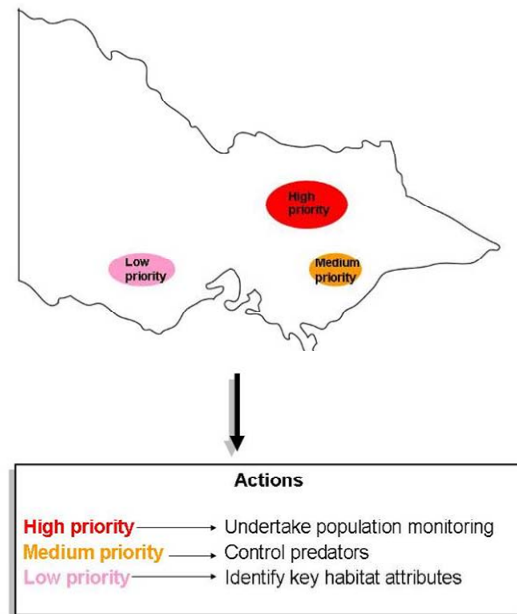 High
priority
Low
priority
Medium
priority
Actions
High priority Undertake population monitoring
Medium priority Control predators
Low priority Identify key habitat attributes